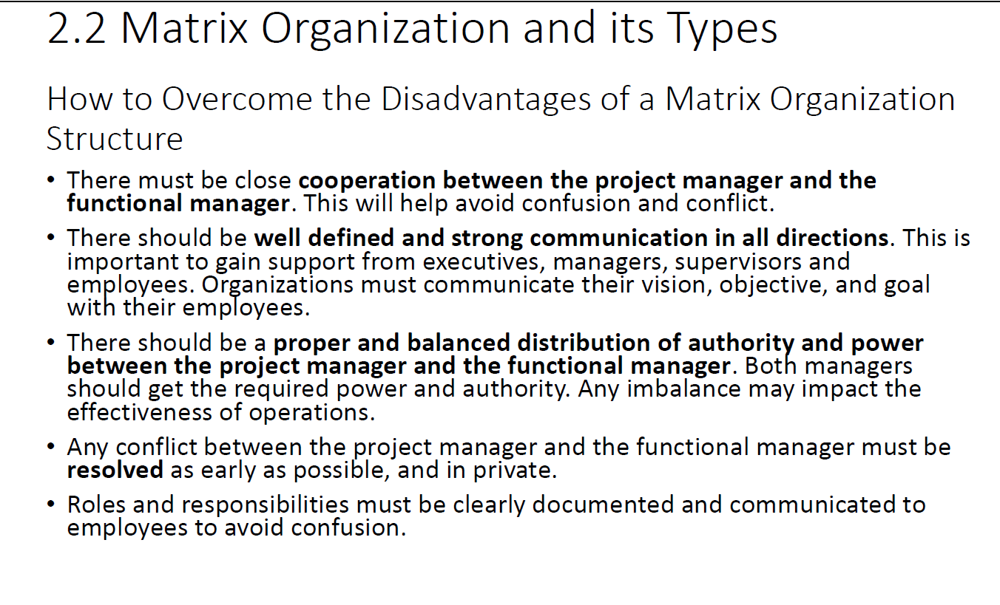 2.2 Matrix Organization and its Types
How to Overcome the Disadvantages of a Matrix Organization
Structure
• There must be close cooperation between the project manager and the
functional manager. This will help avoid confusion and conflict.
• There should be well defined and strong communication in all directions. This is
important to gain support from executives, managers, supervisors and
employees. Organizations must communicate their vision, objective, and goal
with their employees.
• There should be a proper and balanced distribution of authority and power
between the project manager and the functional manager. Both managers
should get the required power and authority. Any imbalance may impact the
effectiveness of operations.
• Any conflict between the project manager and the functional manager must be
resolved as early as possible, and in private.
• Roles and responsibilities must be clearly documented and communicated to
employees to avoid confusion.